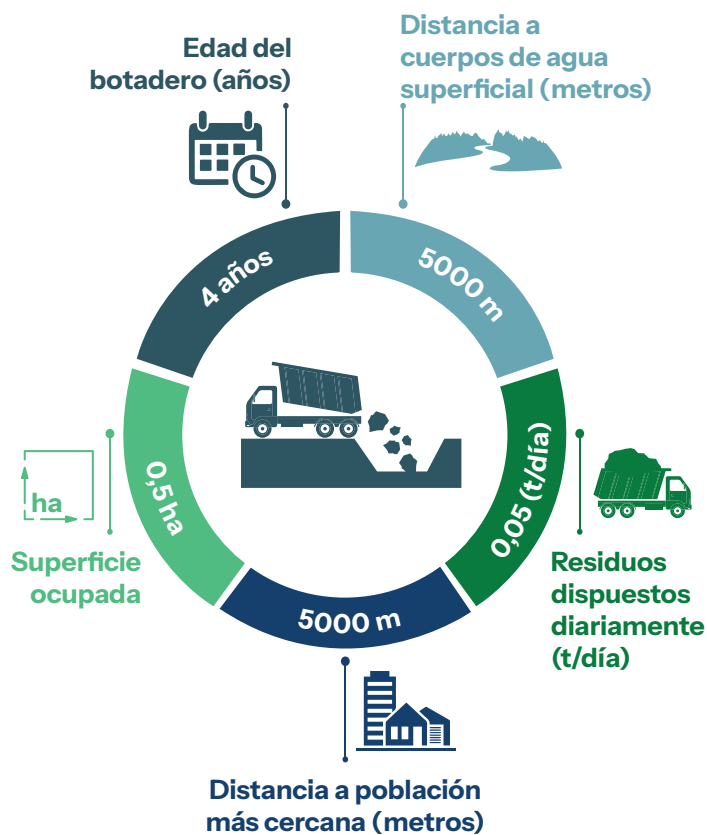 Edad del
botadero (años)
Distancia a
cuerpos de agua
superficial (metros)
4 años
5000 m
0,5 ha
0,05 (t/día)
5000 m
ha
Superficie
ocupada
Residuos
dispuestos
diariamente
(t/día)
Distancia a población
más cercana (metros)